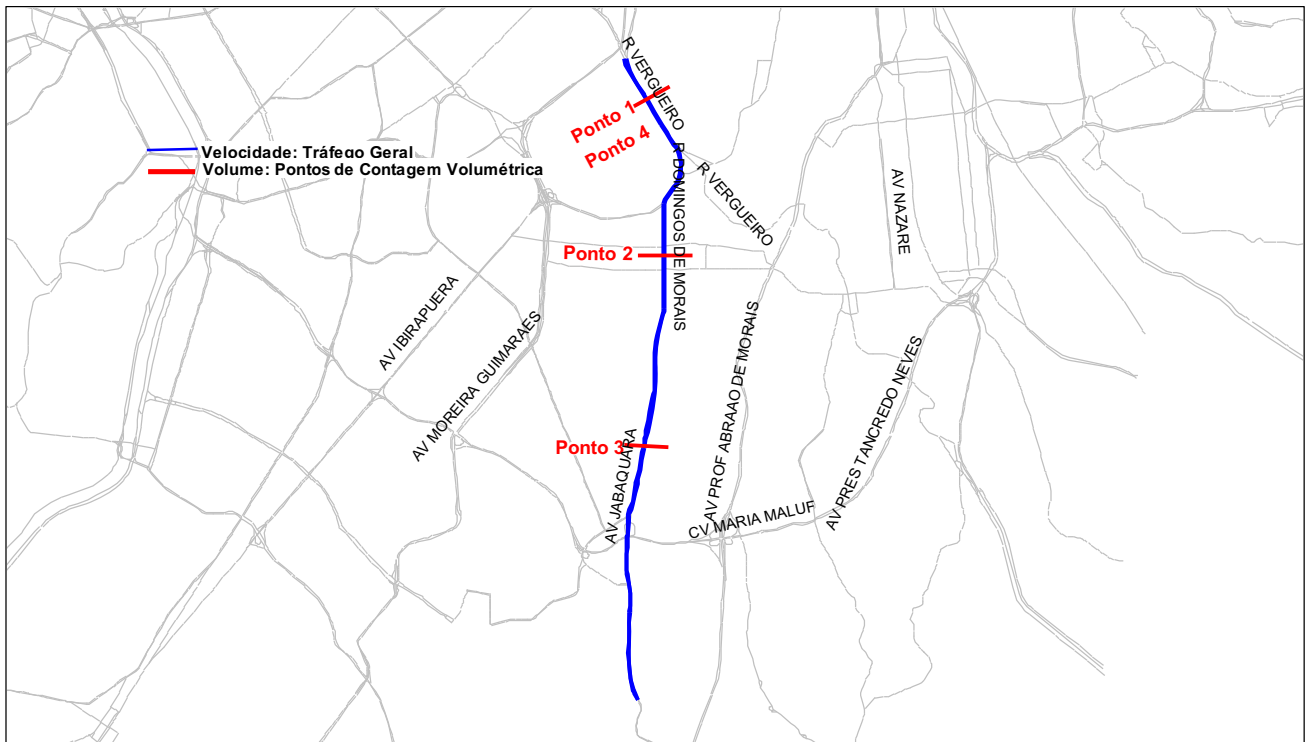 R VERGUEIRO
Ponto 1
Ponto 4
Velocidade: Tráfego Geral
Volume: Pontos de Contagem Volumétrica
R DOMINGOS DE MORAIS
R VERGUEIRO
AV NAZARE
Ponto 2
AV IBIRAPUERA
AV MOREIRA GUIMARAES
AV PROF ABRAAO DE MORAIS
AV PRES TANCREDO NEVES
Ponto 3
AV JABAQUARA
CV MARIA MALUF